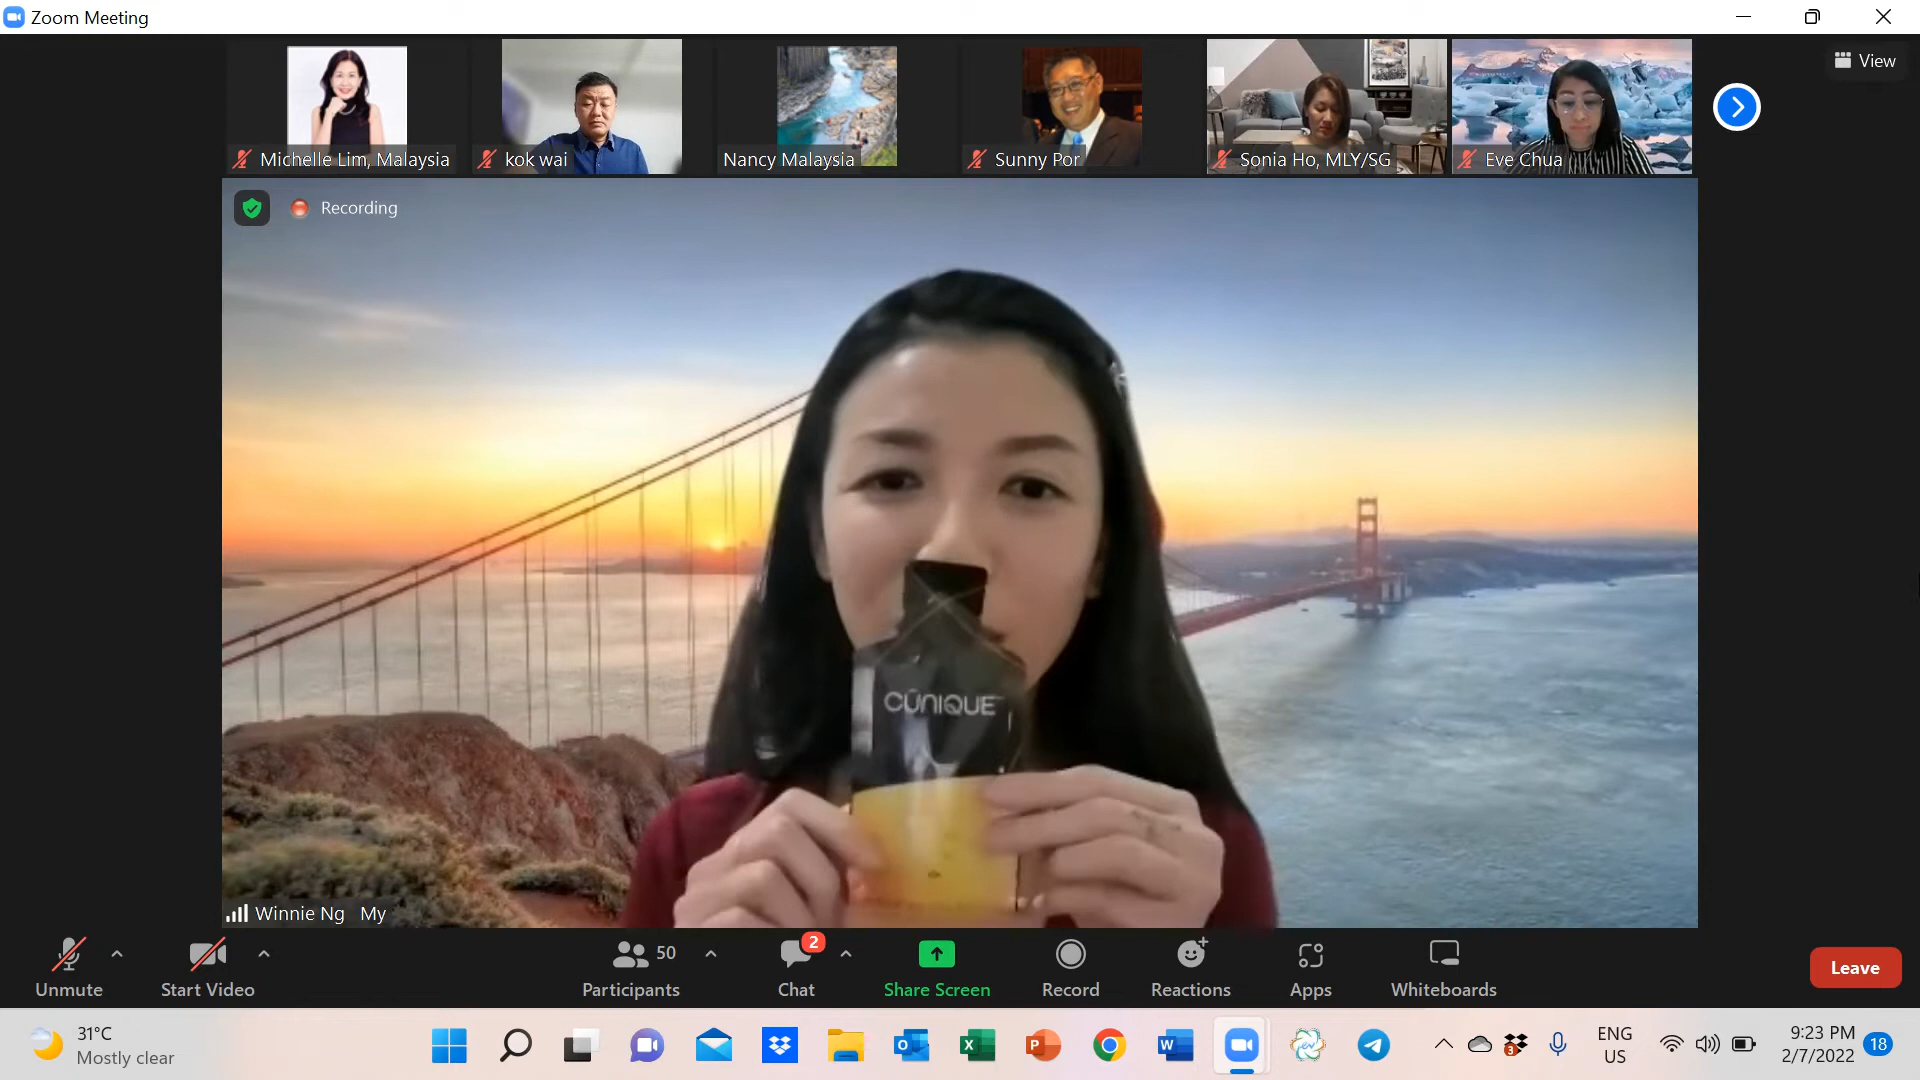 Zoom Meeting
View
Michelle Lim, Malaysia
kok wai
Nancy Malaysia
Sunny Por
Sonia Ho, MLY/SG
Eve Chua
Recording
CŪNIQUE
Winnie Ng My
Unmute
Start Video
50
Participants
2
Chat
Share Screen
Record
Reactions
Apps
Whiteboards
Leave
31°C
Mostly clear
3
ENG
US
9:23 PM
2/7/2022
18